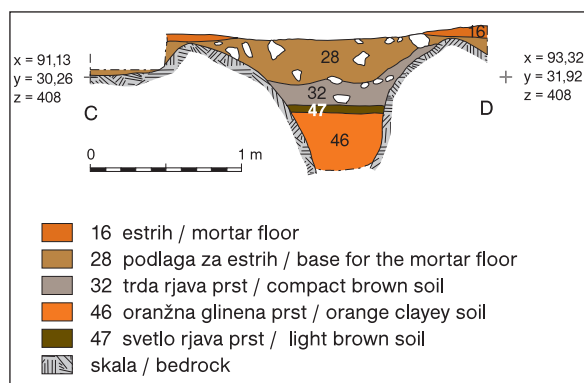 16
28
32
47
46
x = 91,13
y = 30,26
z = 408
x = 93,32
y = 31,92
z = 408
C
D
0 1 m
16 estrih / mortar floor
28 podlaga za estrih / base for the mortar floor
32 trda rjava prst / compact brown soil
46 oranžna glinena prst / orange clayey soil
47 svetlo rjava prst / light brown soil
skala / bedrock